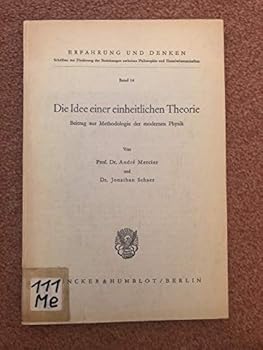 ERFAHRUNG UND DENKEN
Schriften zur Förderung der Beziehungen zwischen Philosophie und Einzelwissenschaften
Band 14
Die Idee einer einheitlichen Theorie
Beitrag zur Methodologie der modernen Physik
Von
Prof. Dr. André Mercier
und
Dr. Jonathan Schaer
NCKER & HUMBLOT / BERLIN
111
Me